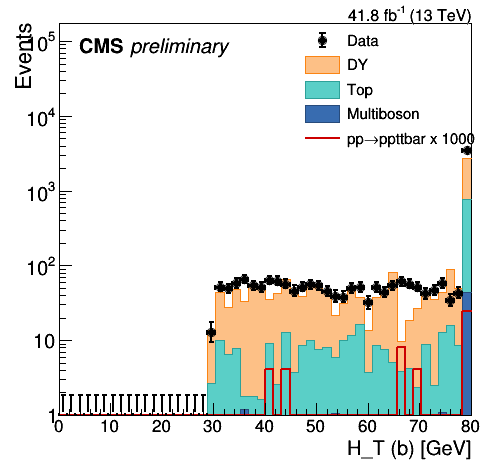 41.8 fb⁻¹ (13 TeV)
CMS preliminary
Data
DY
Top
Multiboson
pp→ppttbar x 1000
Events
10⁵
10⁴
10³
10²
10
1
0 10 20 30 40 50 60 70 80
H_T (b) [GeV]